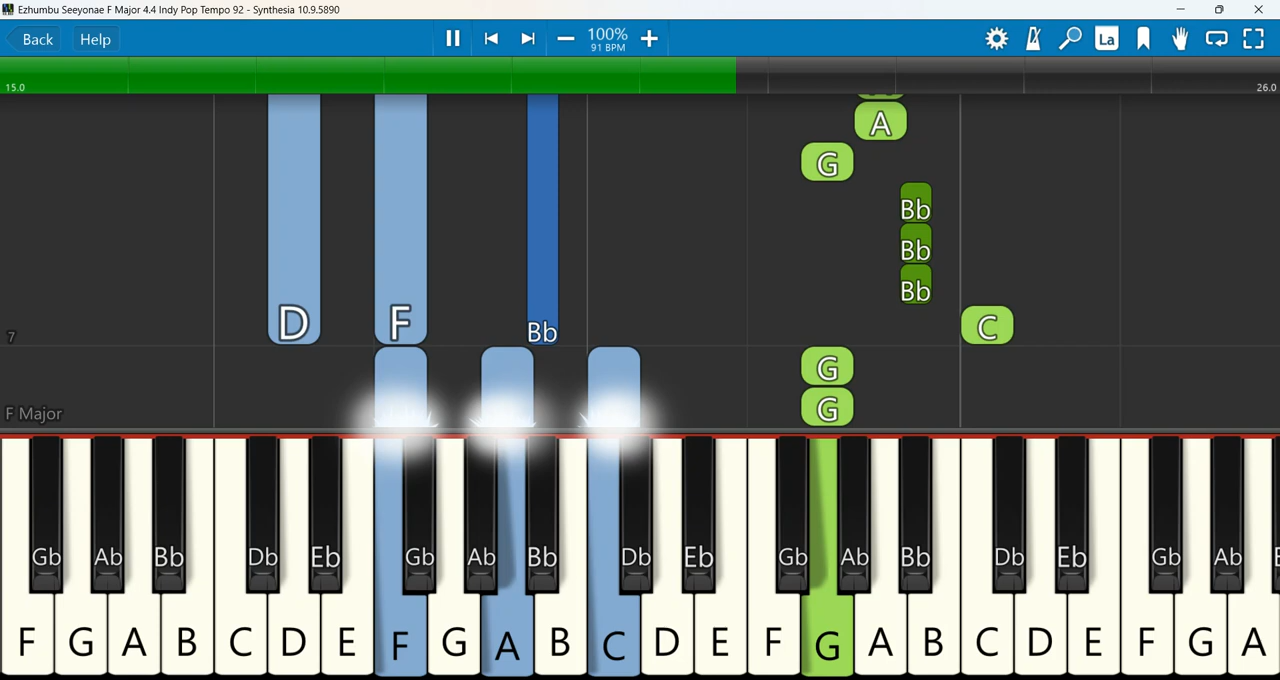 Ezhumbu Seeyonae F Major 4.4 Indy Pop Tempo 92 - Synthesia 10.9.5890
Back Help 100% La
91 BPM
15.0 26.0
A
G
Bb
Bb
Bb
D F Bb C
7
G
F Major G
Gb Ab Bb Db Eb Gb Ab Bb Db Eb Gb Ab Bb Db Eb Gb Ab E
F G A B C D E F G A B C D E F G A B C D E F G A